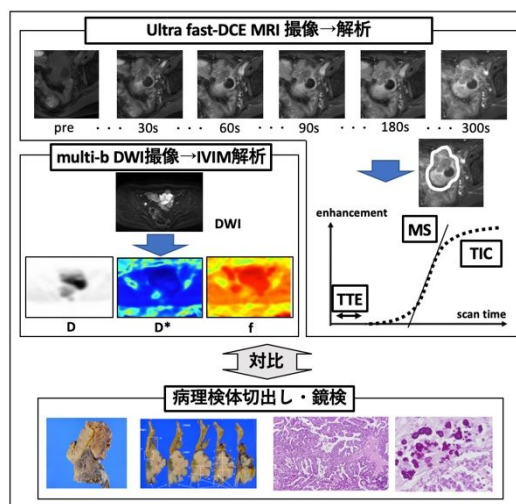 Ultra fast-DCE MRI 撮像→解析
pre ・・・ 30s ・・・ 60s ・・・ 90s ・・・ 180s ・・・ 300s
multi-b DWI撮像→IVIM解析
DWI
D
D*
f
enhancement
MS
TIC
TTE
scan time
対比
病理検体切出し・鏡検